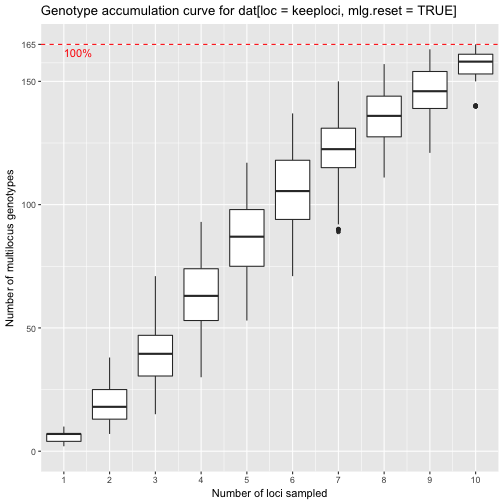 Genotype accumulation curve for dat[loc = keeploci, mlg.reset = TRUE]
165
100%
150
100
50
0
Number of multilocus genotypes
1 2 3 4 5 6 7 8 9 10
Number of loci sampled